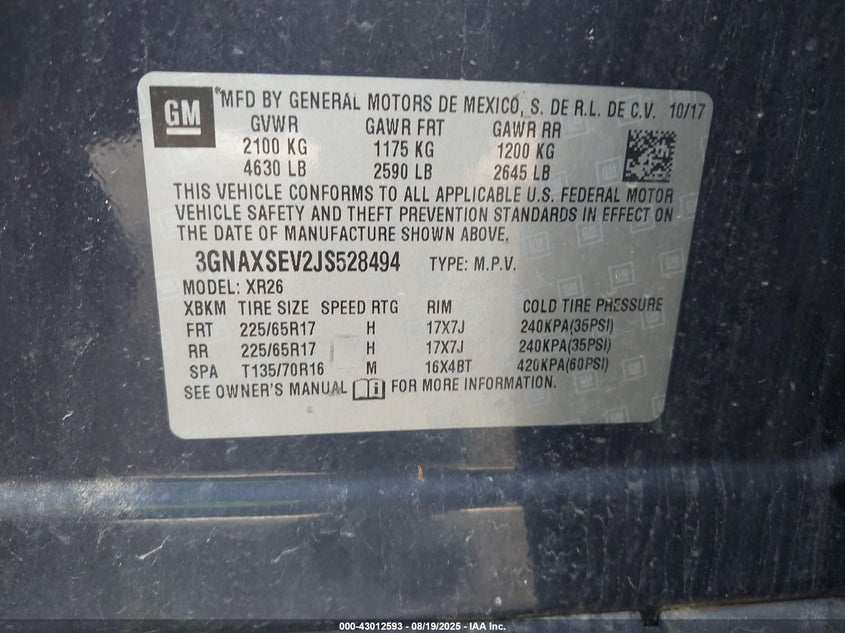 GM
*MFD BY GENERAL MOTORS DE MEXICO, S. DE R.L. DE C.V. 10/17
GVWR GAWR FRT GAWR RR
2100 KG 1175 KG 1200 KG
4630 LB 2590 LB 2645 LB
THIS VEHICLE CONFORMS TO ALL APPLICABLE U.S. FEDERAL MOTOR
VEHICLE SAFETY AND THEFT PREVENTION STANDARDS IN EFFECT ON
THE DATE OF MANUFACTURE SHOWN ABOVE.
3GNAXSEV2JS528494 TYPE: M.P.V.
MODEL: XR26
XBKM TIRE SIZE SPEED RTG RIM COLD TIRE PRESSURE
FRT 225/65R17 H 17X7J 240KPA(35PSI)
RR 225/65R17 H 17X7J 240KPA(35PSI)
SPA T135/70R16 M 16X4BT 420KPA(60PSI)
SEE OWNER'S MANUAL FOR MORE INFORMATION.
000-43012593 - 08/19/2025 - IAA Inc.